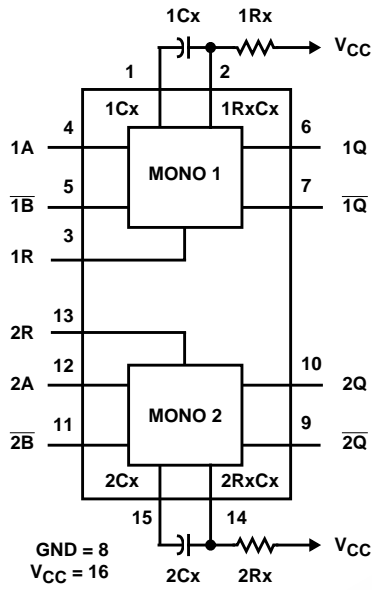 1Cx 1Rx
VCC
1 2
1Cx 1RxCx
4 6
1A 1Q
MONO 1
5 7
1B 1Q
3
1R
13
2R
12 10
2A 2Q
MONO 2
11 9
2B 2Q
2Cx 2RxCx
15 14
VCC
GND = 8
VCC = 16
2Cx 2Rx